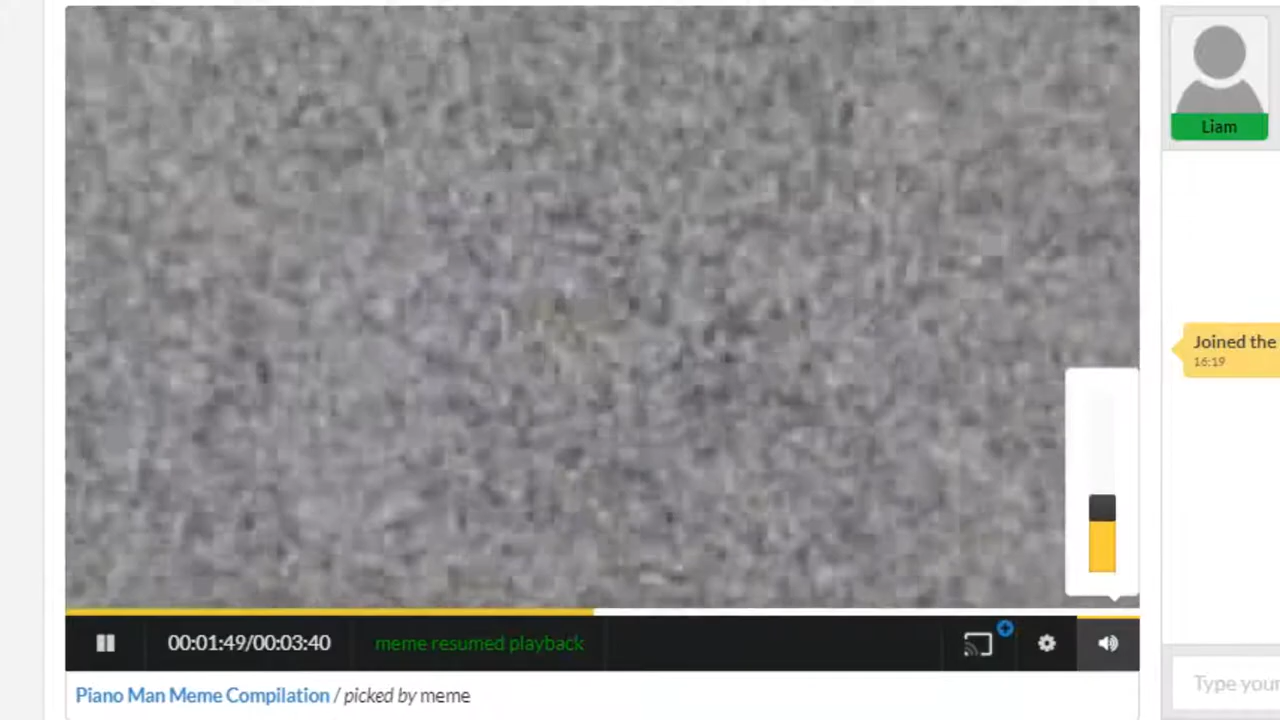 Liam
Joined the
16:19
00:01:49/00:03:40
meme resumed playback
Type your
Piano Man Meme Compilation / picked by meme